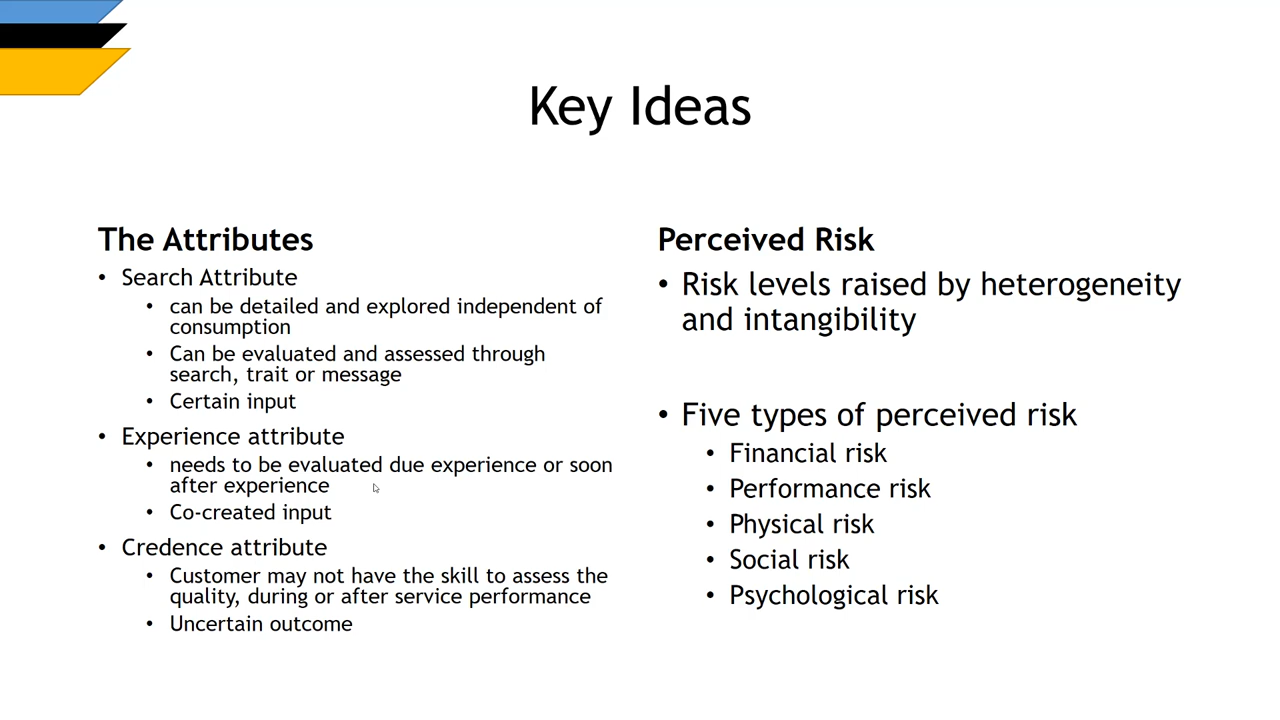 Key Ideas
The Attributes
• Search Attribute
• can be detailed and explored independent of
consumption
• Can be evaluated and assessed through
search, trait or message
• Certain input
• Experience attribute
• needs to be evaluated due experience or soon
after experience
• Co-created input
• Credence attribute
• Customer may not have the skill to assess the
quality, during or after service performance
• Uncertain outcome
Perceived Risk
• Risk levels raised by heterogeneity
and intangibility
• Five types of perceived risk
• Financial risk
• Performance risk
• Physical risk
• Social risk
• Psychological risk